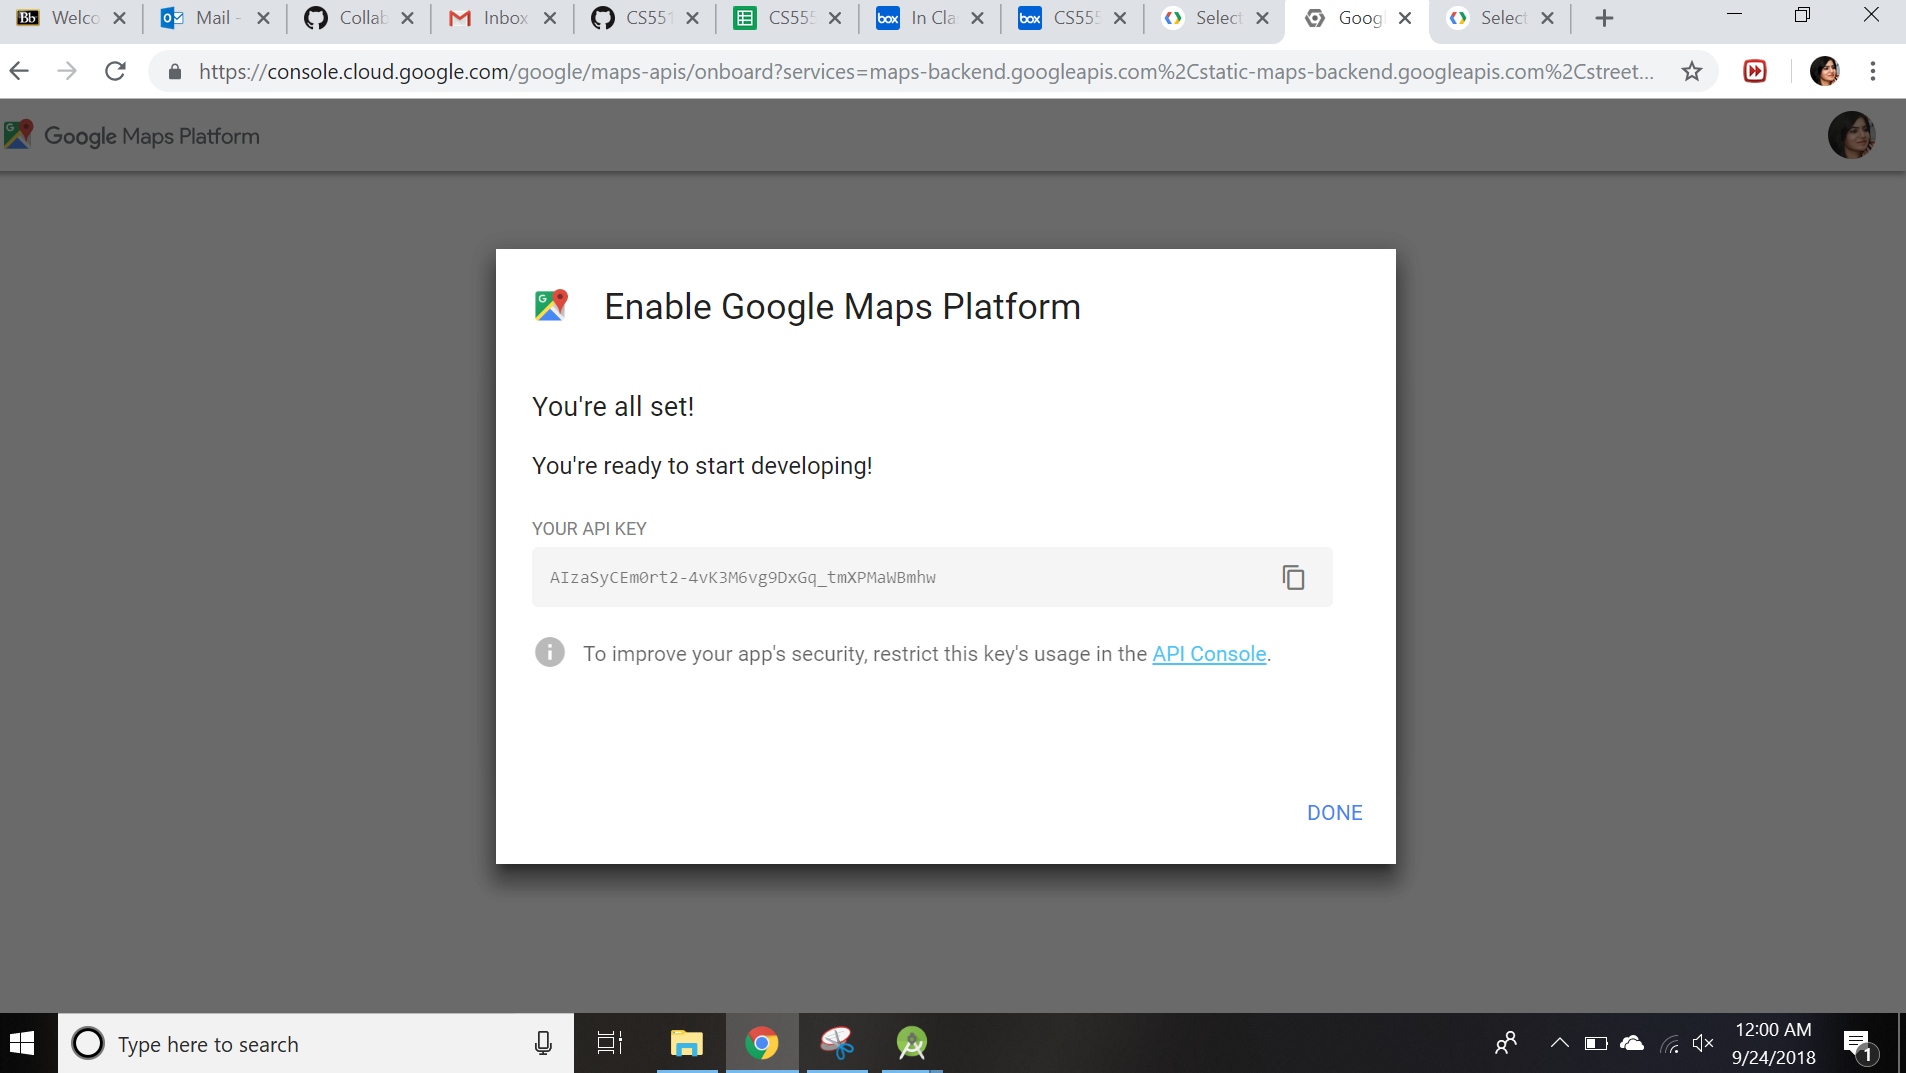 Welco Mail - Collab Inbox CS551 CS555 In Cla CS555 Select Googl Select
https://console.cloud.google.com/google/maps-apis/onboard?services=maps-backend.googleapis.com%2Cstatic-maps-backend.googleapis.com%2Cstreet...
Google Maps Platform
Enable Google Maps Platform
You're all set!
You're ready to start developing!
YOUR API KEY
AIzaSyCEm0rt2-4vK3M6vg9DxGq_tmXPMaWBmhw
To improve your app's security, restrict this key's usage in the API Console.
DONE
Type here to search
12:00 AM
9/24/2018
1